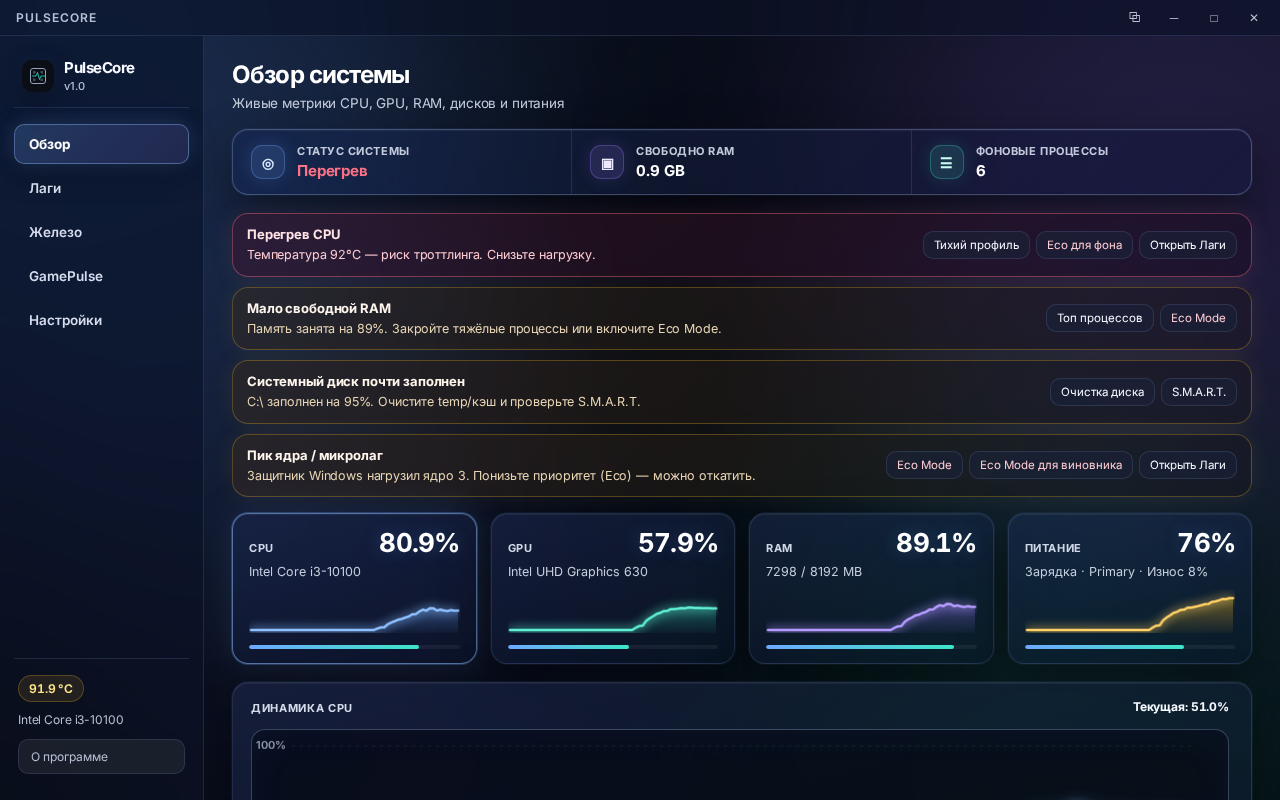 PULSECORE
PulseCore
v1.0
Обзор
Лаги
Железо
GamePulse
Настройки
91.9 °C
Intel Core i3-10100
О программе
Обзор системы
Живые метрики CPU, GPU, RAM, дисков и питания
СТАТУС СИСТЕМЫ
Перегрев
СВОБОДНО RAM
0.9 GB
ФОНОВЫЕ ПРОЦЕССЫ
6
Перегрев CPU
Температура 92°C — риск троттлинга. Снизьте нагрузку.
Тихий профиль
Eco для фона
Открыть Лаги
Мало свободной RAM
Память занята на 89%. Закройте тяжёлые процессы или включите Eco Mode.
Топ процессов
Eco Mode
Системный диск почти заполнен
C:\ заполнен на 95%. Очистите temp/кэш и проверьте S.M.A.R.T.
Очистка диска
S.M.A.R.T.
Пик ядра / микролаг
Защитник Windows нагрузил ядро 3. Понизьте приоритет (Eco) — можно откатить.
Eco Mode
Eco Mode для виновника
Открыть Лаги
CPU
80.9%
Intel Core i3-10100
GPU
57.9%
Intel UHD Graphics 630
RAM
89.1%
7298 / 8192 MB
ПИТАНИЕ
76%
Зарядка · Primary · Износ 8%
ДИНАМИКА CPU
Текущая: 51.0%
100%